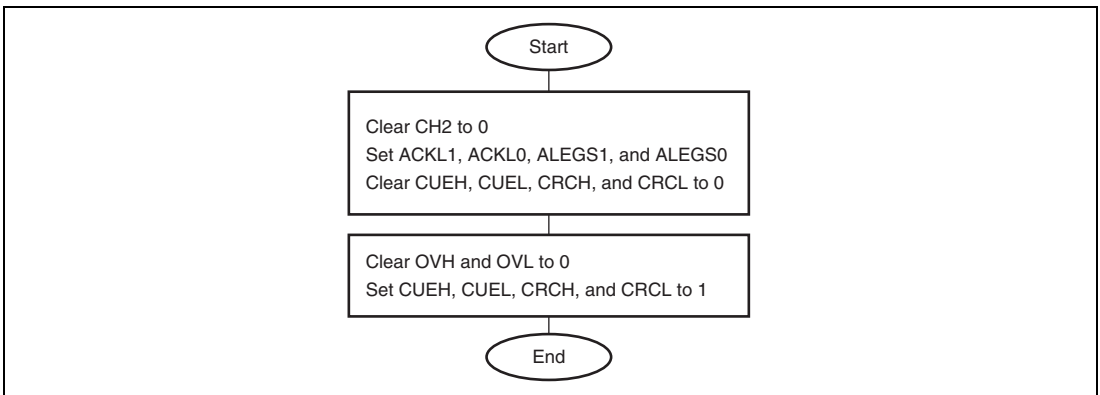 Start
Clear CH2 to 0
Set ACKL1, ACKL0, ALEGS1, and ALEGS0
Clear CUEH, CUEL, CRCH, and CRCL to 0
Clear OVH and OVL to 0
Set CUEH, CUEL, CRCH, and CRCL to 1
End